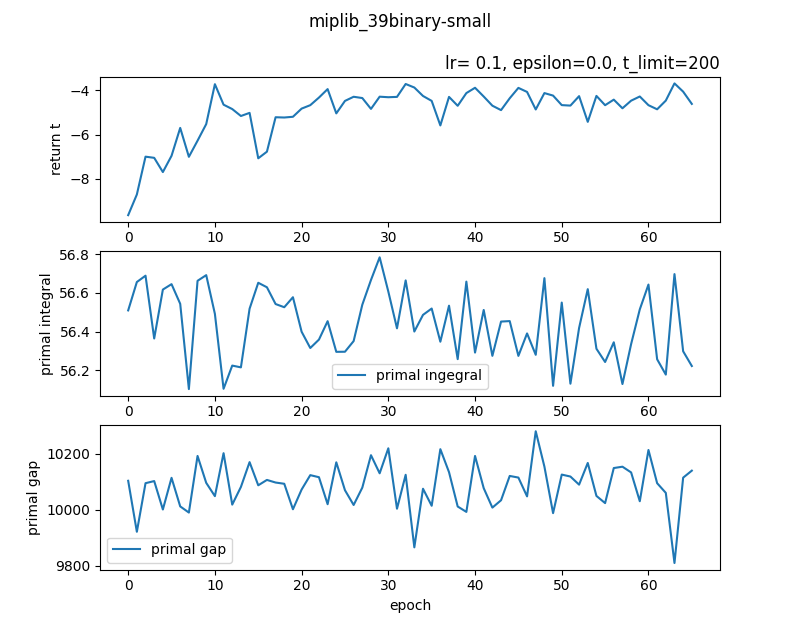 miplib_39binary-small
lr= 0.1, epsilon=0.0, t_limit=200
return t
−4
−6
−8
0 10 20 30 40 50 60
primal integral
56.8
56.6
56.4
56.2
primal ingegral
0 10 20 30 40 50 60
primal gap
10200
10000
9800
primal gap
0 10 20 30 40 50 60
epoch